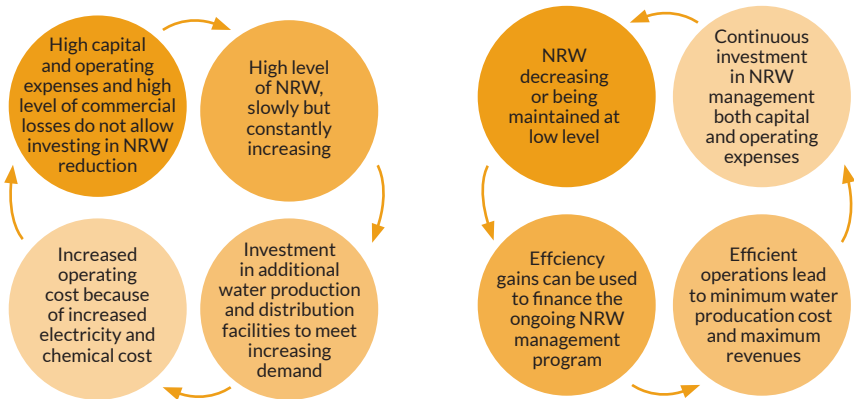 High capital
and operating
expenses and high
level of commercial
losses do not allow
investing in NRW
reduction
High level
of NRW,
slowly but
constantly
increasing
Increased
operating
cost because
of increased
electricity and
chemical cost
Investment
in additional
water production
and distribution
facilities to meet
increasing
demand
NRW
decreasing
or being
maintained at
low level
Continuous
investment
in NRW
management
both capital
and operating
expenses
Effciency
gains can be used
to finance the
ongoing NRW
management
program
Efficient
operations lead
to minimum water
producation cost
and maximum
revenues